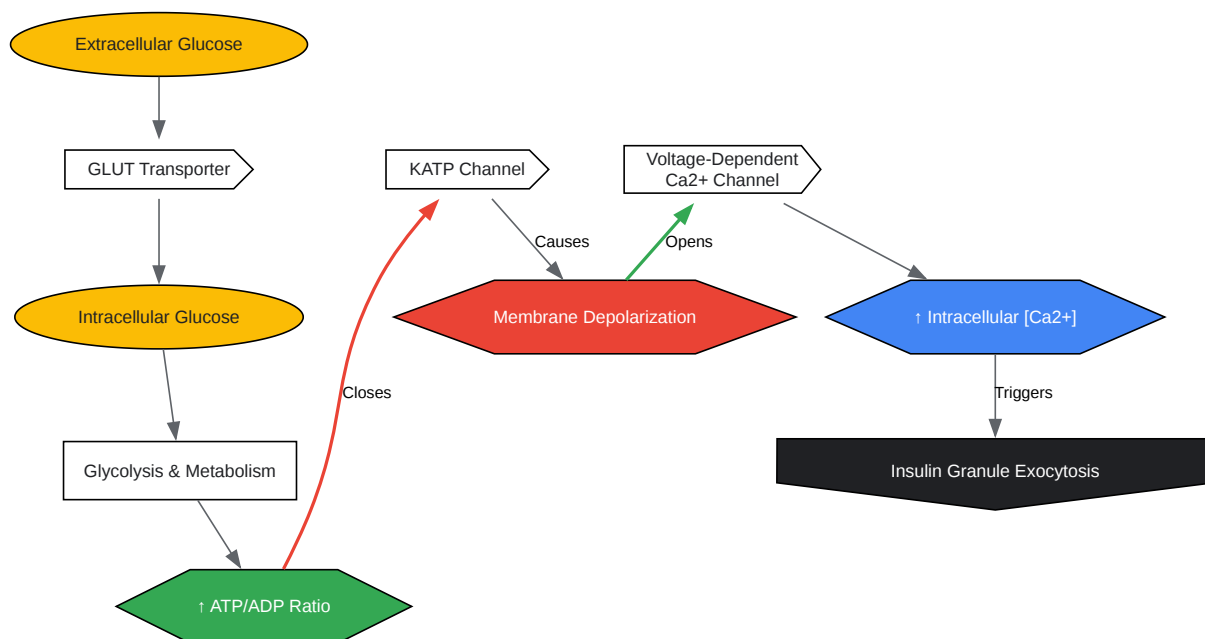 Extracellular Glucose
GLUT Transporter
KATP Channel
Voltage-Dependent
Ca2+ Channel
Causes
Opens
Intracellular Glucose
Membrane Depolarization
↑ Intracellular [Ca2+]
Closes
Triggers
Glycolysis & Metabolism
Insulin Granule Exocytosis
↑ ATP/ADP Ratio